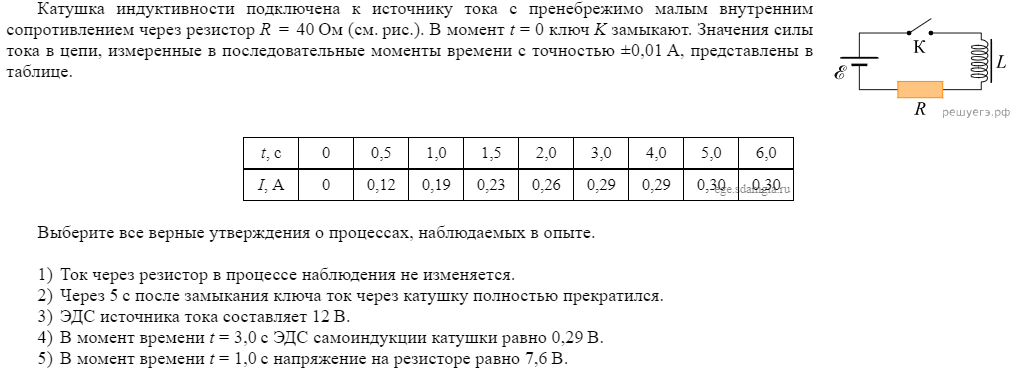 Катушка индуктивности подключена к источнику тока с пренебрежимо малым внутренним
сопротивлением через резистор R = 40 Ом (см. рис.). В момент t = 0 ключ K замыкают. Значения силы
тока в цепи, измеренные в последовательные моменты времени с точностью ±0,01 А, представлены в
таблице.
К
ℰ
L
R
решуегэ.рф
t, с 0 0,5 1,0 1,5 2,0 3,0 4,0 5,0 6,0
I, А 0 0,12 0,19 0,23 0,26 0,29 0,29 0,30 0,30
ege.sdamgia.ru
Выберите все верные утверждения о процессах, наблюдаемых в опыте.
1) Ток через резистор в процессе наблюдения не изменяется.
2) Через 5 с после замыкания ключа ток через катушку полностью прекратился.
3) ЭДС источника тока составляет 12 В.
4) В момент времени t = 3,0 с ЭДС самоиндукции катушки равно 0,29 В.
5) В момент времени t = 1,0 с напряжение на резисторе равно 7,6 В.